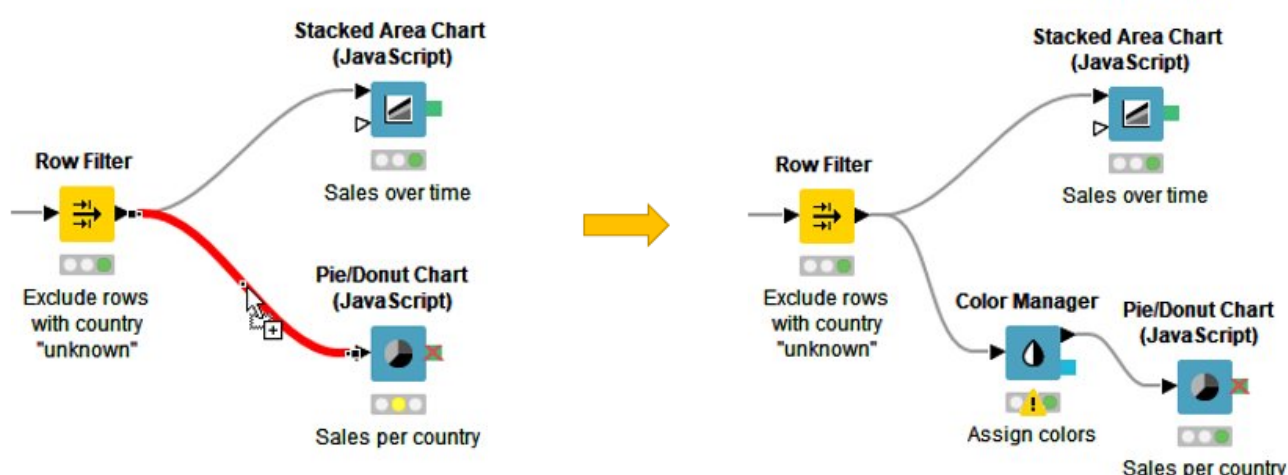 Stacked Area Chart
(JavaScript)
Row Filter
Sales over time
Exclude rows
with country
"unknown"
Pie/Donut Chart
(JavaScript)
Sales per country
Stacked Area Chart
(JavaScript)
Row Filter
Sales over time
Exclude rows
with country
"unknown"
Color Manager
Assign colors
Pie/Donut Chart
(JavaScript)
Sales per country